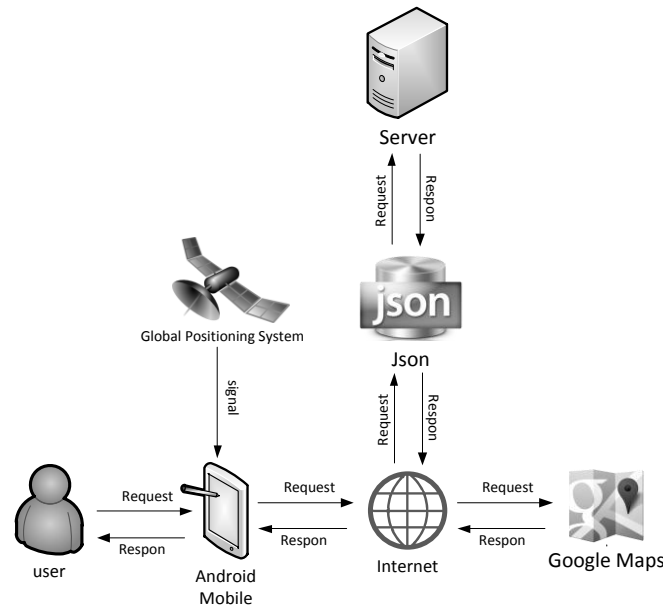 Server
Request
Respon
json
Global Positioning System
Json
signal
Request
Respon
Request
Respon
user
Android
Mobile
Request
Respon
Internet
Request
Respon
Google Maps
g